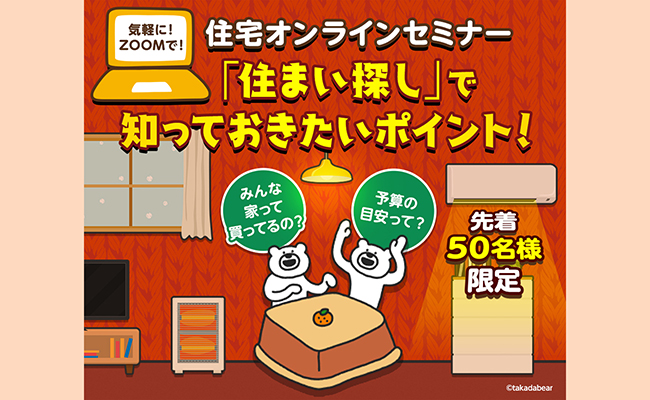 気軽に!
ZOOMで!
住宅オンラインセミナー
「住まい探し」で
知っておきたいポイント!
みんな
家って
買ってるの?
予算の
目安って?
先着
50名様
限定
©takadabear